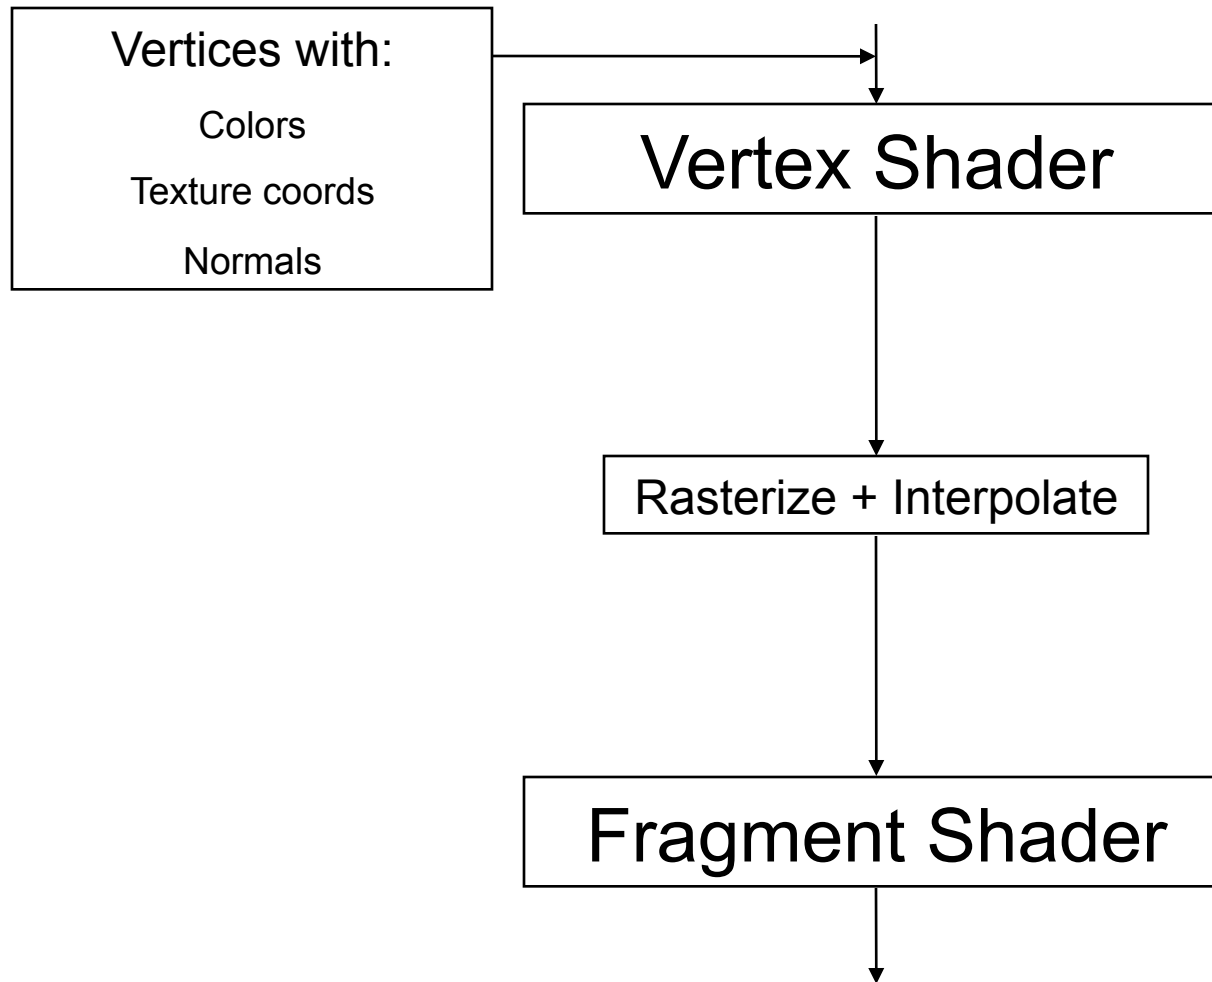 Vertices with:
Colors
Texture coords
Normals
Vertex Shader
Rasterize + Interpolate
Fragment Shader